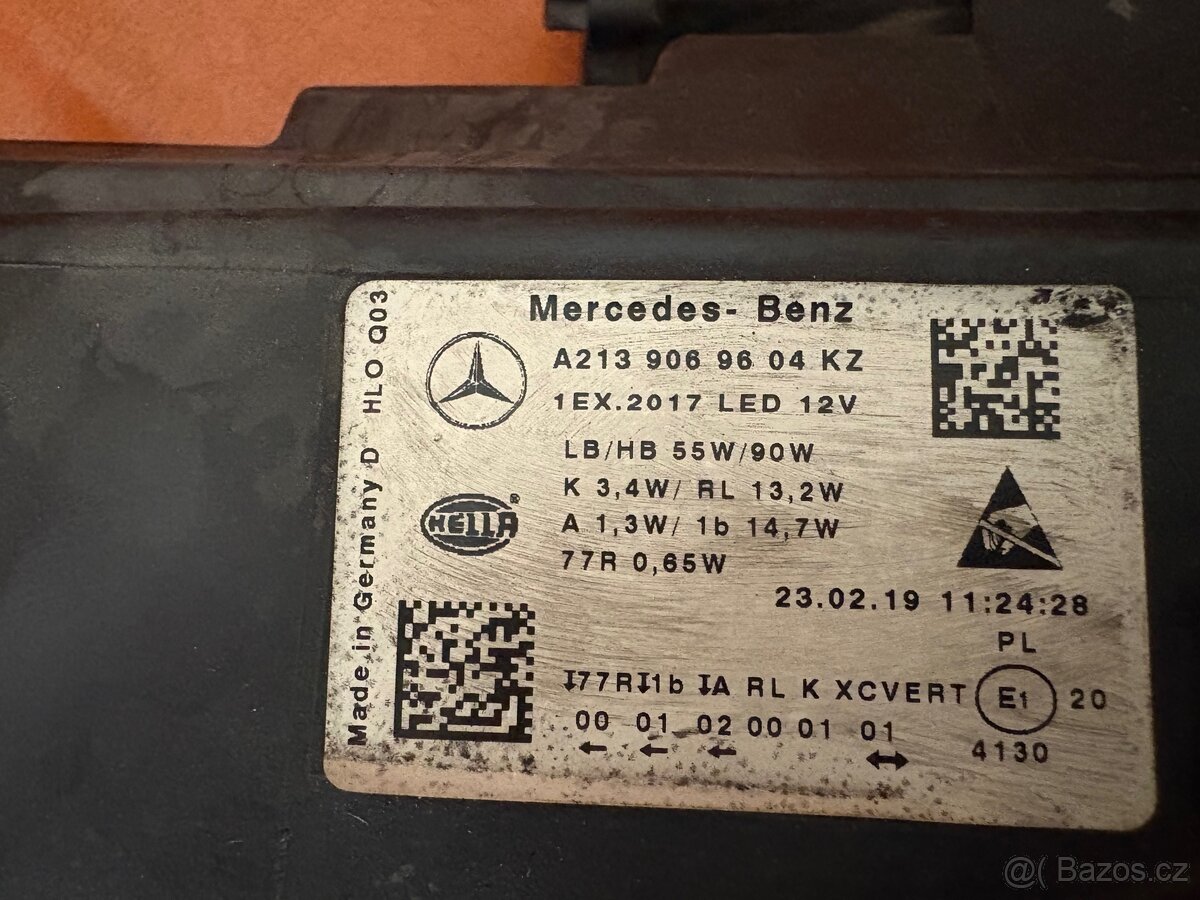 Mercedes- Benz
A213 906 96 04 KZ
1EX.2017 LED 12V
LB/HB 55W/90W
K 3,4W/ RL 13,2W
A 1,3W/ 1b 14,7W
77R 0,65W
HELLA®
Made in Germany D HLO Q03
23.02.19 11:24:28
PL
↧77R↧1b ↧A RL K XCVERT E1 20
00 01 02 00 01 01
4130
@( Bazos.cz